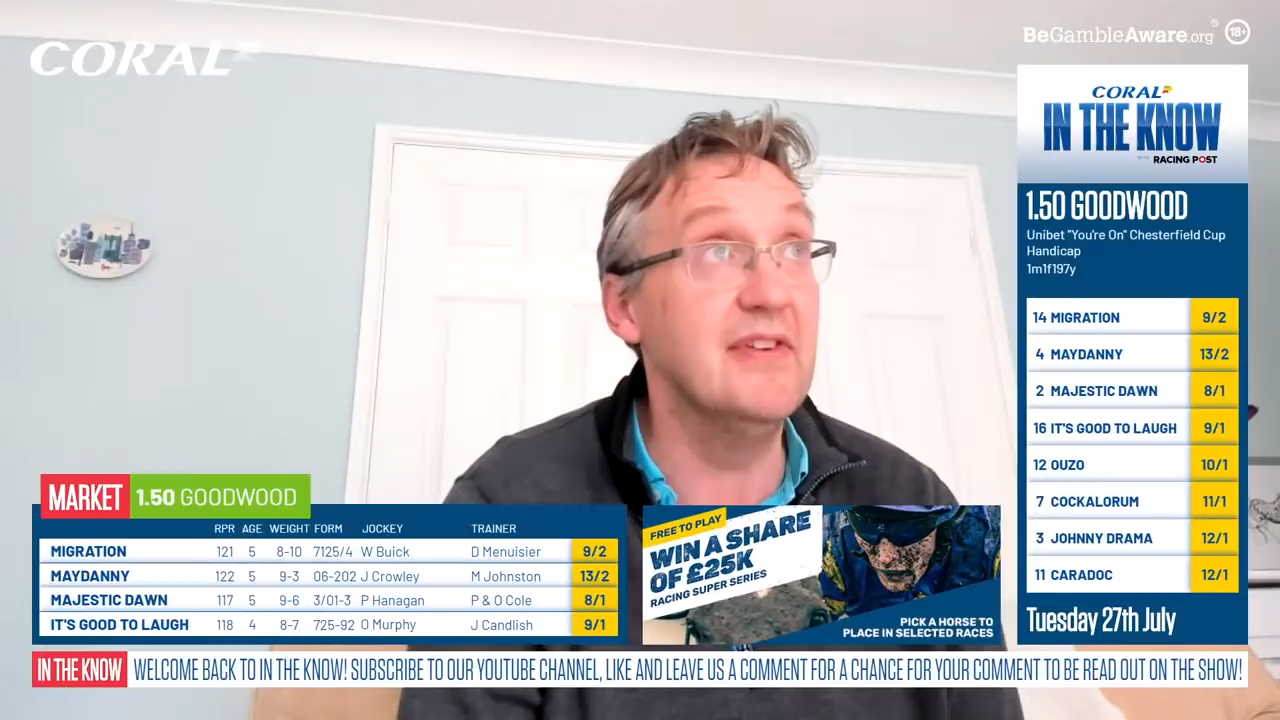 CORAL
BeGambleAware.org 18+
CORAL
IN THE KNOW
WITH RACING POST
1.50 GOODWOOD
Unibet "You're On" Chesterfield Cup
Handicap
1m1f197y
14 MIGRATION 9/2
4 MAYDANNY 13/2
2 MAJESTIC DAWN 8/1
16 IT'S GOOD TO LAUGH 9/1
12 OUZO 10/1
7 COCKALORUM 11/1
3 JOHNNY DRAMA 12/1
11 CARADOC 12/1
Tuesday 27th July
MARKET 1.50 GOODWOOD
RPR AGE WEIGHT FORM JOCKEY TRAINER
MIGRATION 121 5 8-10 7125/4 W Buick D Menuisier 9/2
MAYDANNY 122 5 9-3 06-202 J Crowley M Johnston 13/2
MAJESTIC DAWN 117 5 9-6 3/01-3 P Hanagan P & O Cole 8/1
IT'S GOOD TO LAUGH 118 4 8-7 725-92 O Murphy J Candlish 9/1
FREE TO PLAY
WIN A SHARE
OF £25K
RACING SUPER SERIES
PICK A HORSE TO
PLACE IN SELECTED RACES
IN THE KNOW WELCOME BACK TO IN THE KNOW! SUBSCRIBE TO OUR YOUTUBE CHANNEL, LIKE AND LEAVE US A COMMENT FOR A CHANCE FOR YOUR COMMENT TO BE READ OUT ON THE SHOW!